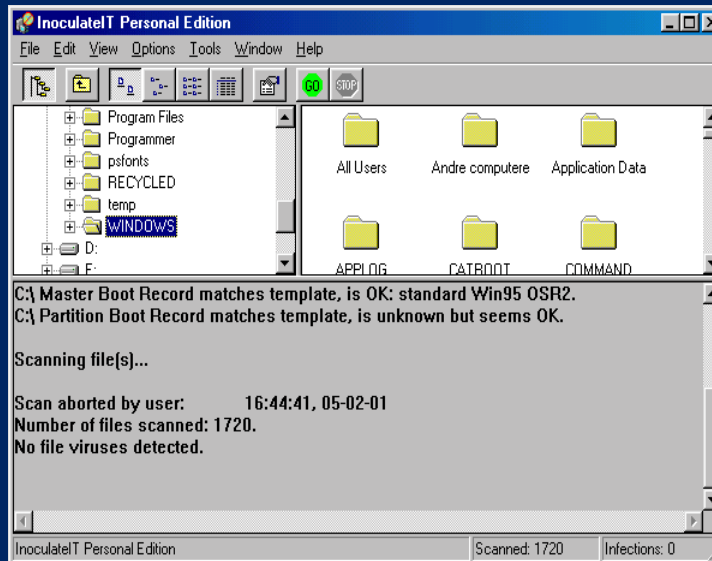 InoculateIT Personal Edition
File Edit View Options Tools Window Help
GO STOP
Program Files
Programmer
psfonts
RECYCLED
temp
WINDOWS
D:
All Users Andre computere Application Data
APPLOG CATROOT COMMAND
C:\ Master Boot Record matches template, is OK: standard Win95 OSR2.
C:\ Partition Boot Record matches template, is unknown but seems OK.
Scanning file(s)...
Scan aborted by user: 16:44:41, 05-02-01
Number of files scanned: 1720.
No file viruses detected.
InoculateIT Personal Edition Scanned: 1720 Infections: 0